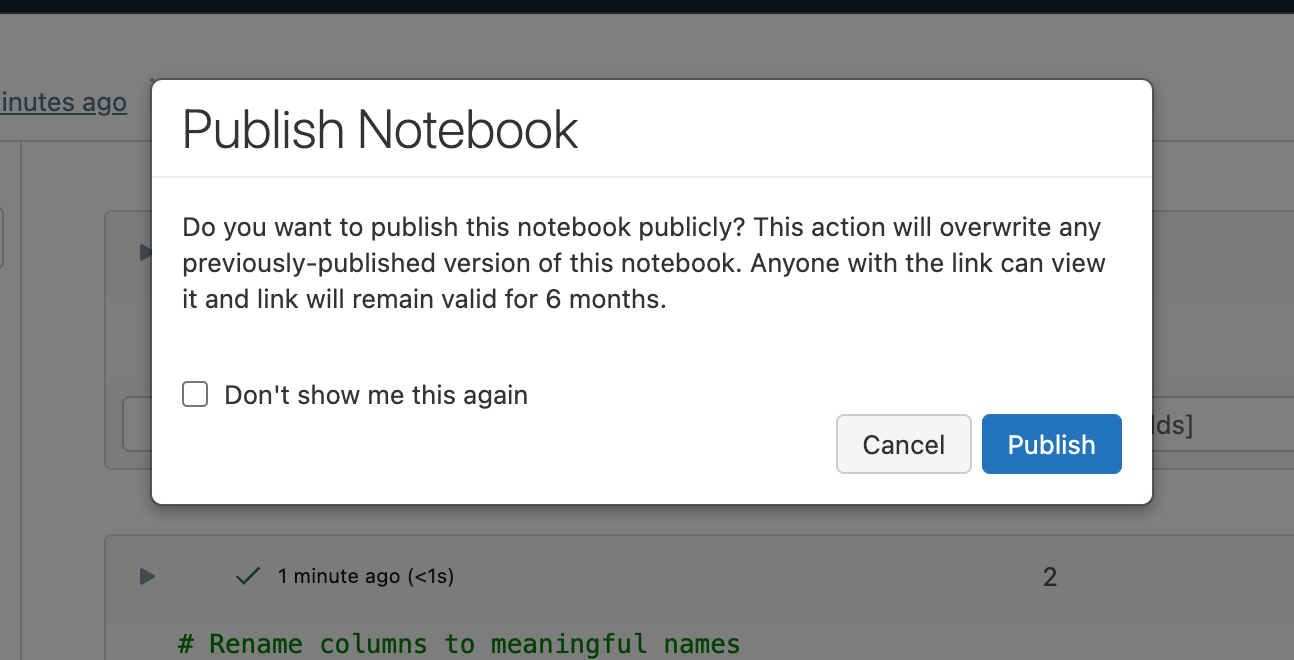 inutes ago
Publish Notebook
Do you want to publish this notebook publicly? This action will overwrite any
previously-published version of this notebook. Anyone with the link can view
it and link will remain valid for 6 months.
Don't show me this again
Cancel
Publish
lds]
1 minute ago (<1s)
2
# Rename columns to meaningful names